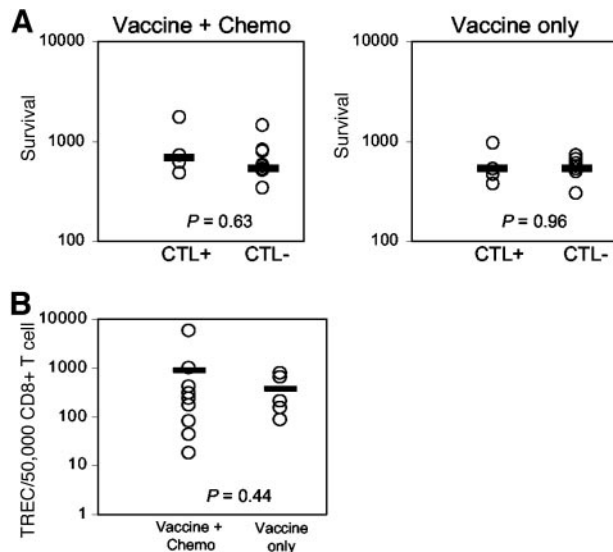 A
Vaccine + Chemo
Vaccine only
Survival
10000
1000
100
P = 0.63
CTL+ CTL-
Survival
10000
1000
100
P = 0.96
CTL+ CTL-
B
TREC/50,000 CD8+ T cell
10000
1000
100
10
1
P = 0.44
Vaccine +
Chemo
Vaccine
only